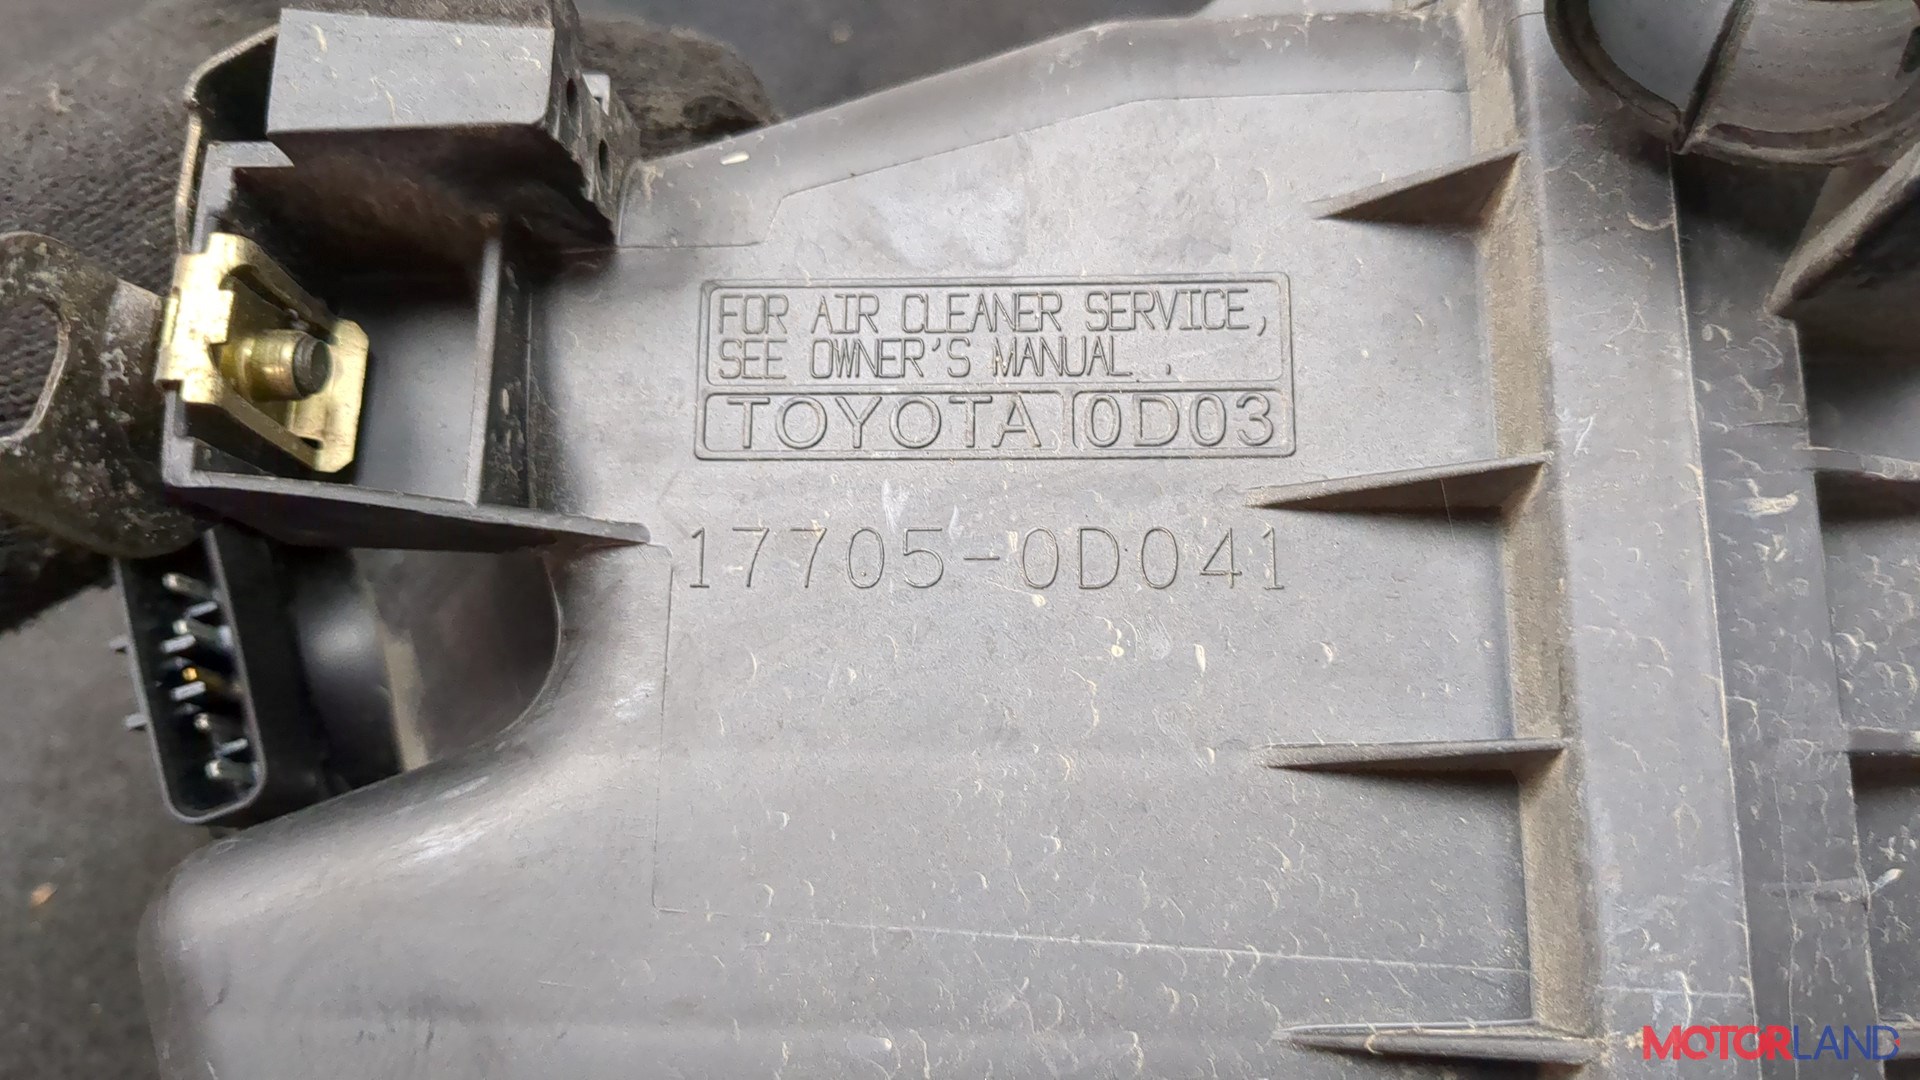 FOR AIR CLEANER SERVICE,
SEE OWNER'S MANUAL.
TOYOTA 0D03
17705-0D041
MOTORLAND